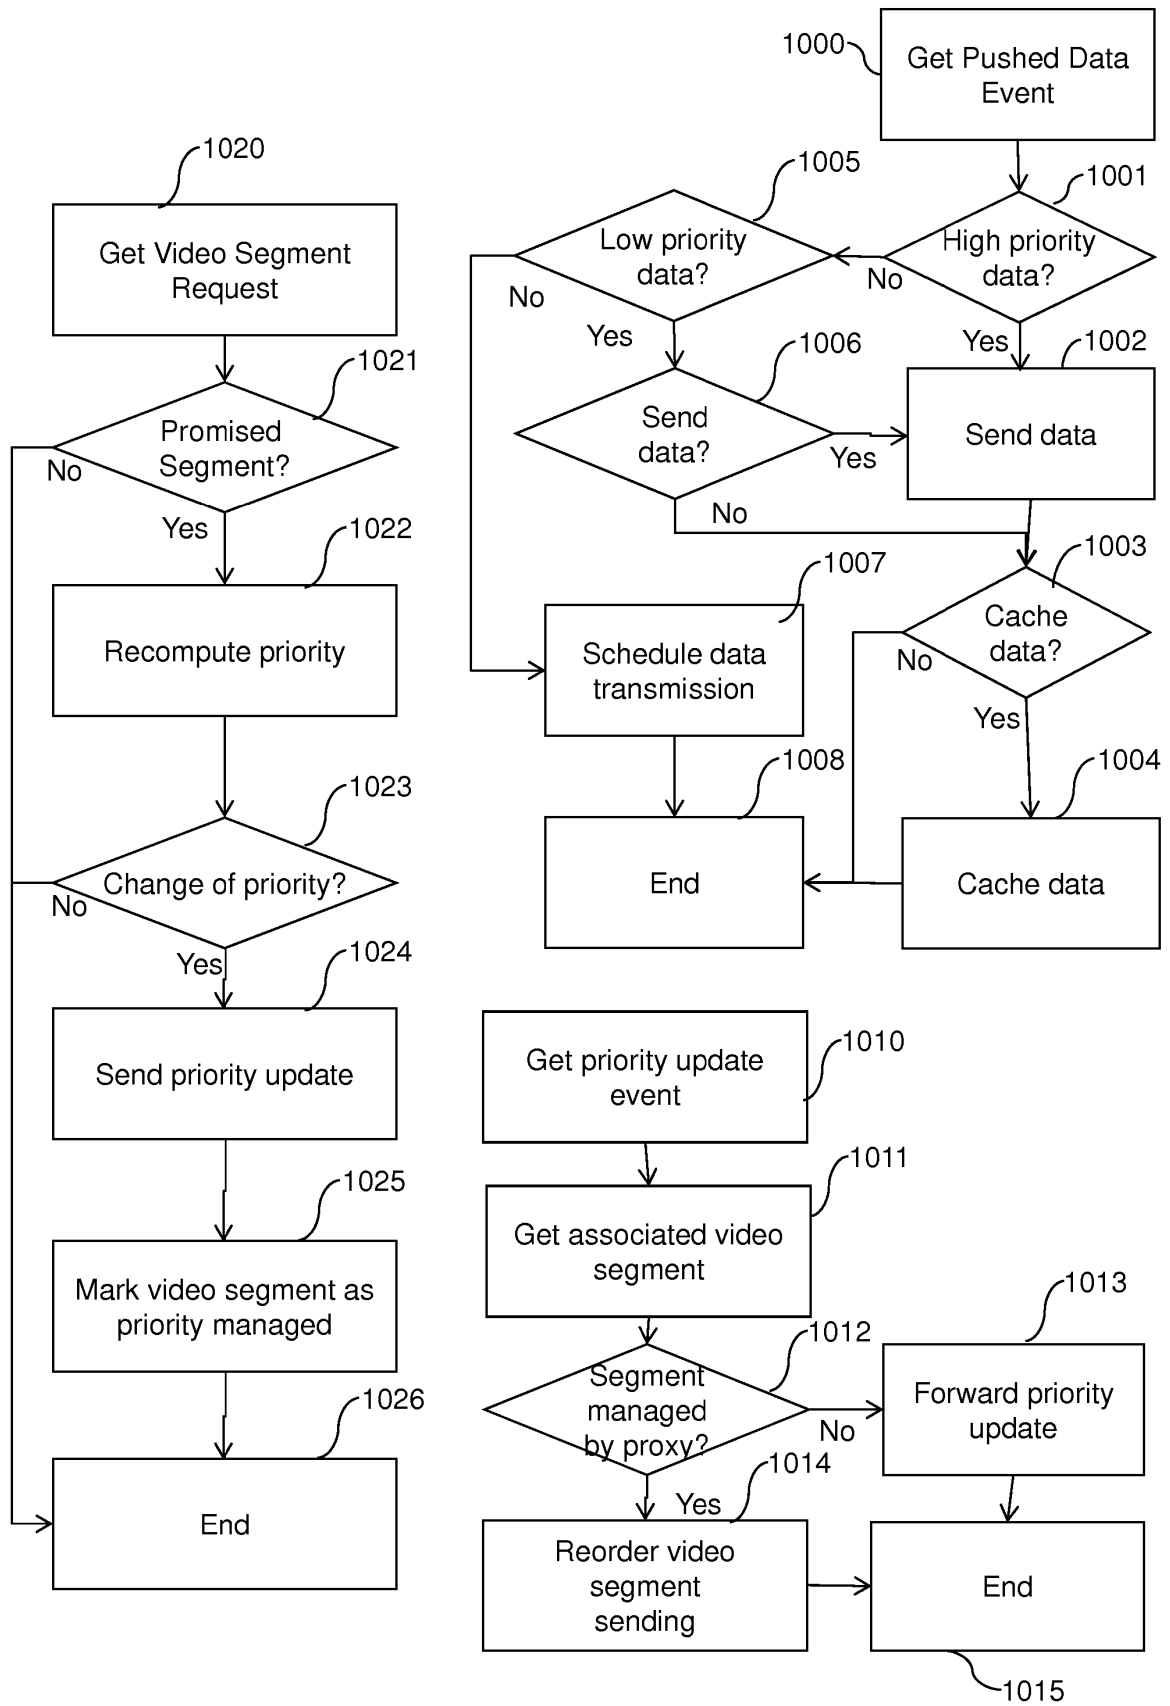 1020
Get Video Segment
Request
1021
Promised
Segment?
No
Yes
1022
Recompute priority
1023
Change of priority?
No
Yes
1024
Send priority update
1025
Mark video segment as
priority managed
1026
End
1000
Get Pushed Data
Event
1001
High priority
data?
No
Yes
1005
Low priority
data?
No
Yes
1006
Send
data?
Yes
No
1002
Send data
1003
Cache
data?
No
Yes
1004
Cache data
1007
Schedule data
transmission
1008
End
1010
Get priority update
event
1011
Get associated video
segment
1012
Segment
managed
by proxy?
No
Yes
1013
Forward priority
update
1014
Reorder video
segment
sending
End
1015